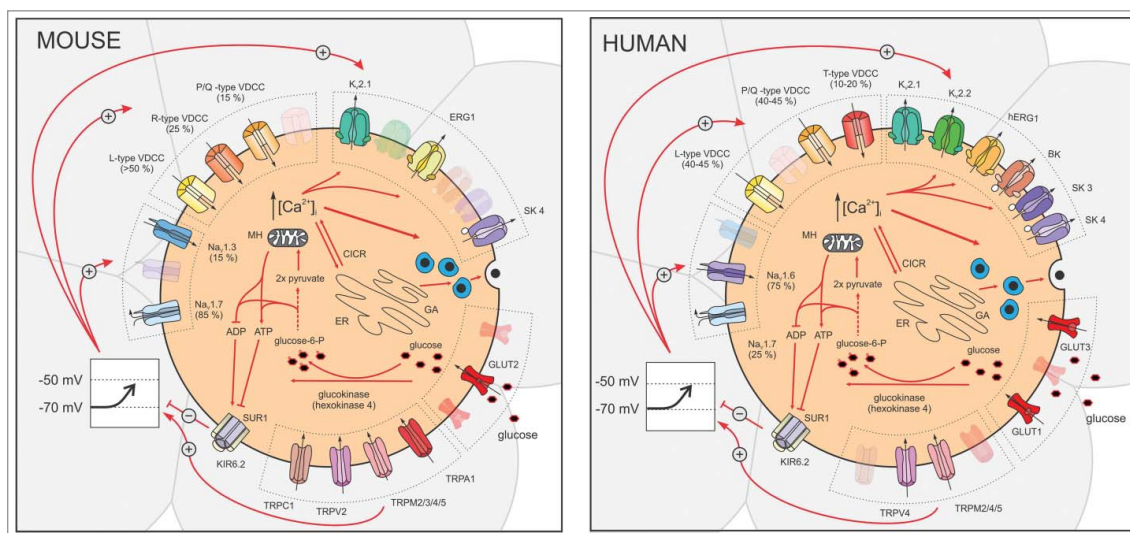 MOUSE
P/Q -type VDCC
(15 %)
R-type VDCC
(25 %)
L-type VDCC
(>50 %)
Kv2.1
ERG1
SK 4
[Ca2+]i
MH
CICR
2x pyruvate
Nav1.3
(15 %)
Nav1.7
(85 %)
ER
GA
ADP
ATP
glucose-6-P
glucose
GLUT2
glucokinase
(hexokinase 4)
glucose
-50 mV
-70 mV
SUR1
KIR6.2
TRPC1
TRPV2
TRPM2/3/4/5
TRPA1
HUMAN
T-type VDCC
(10-20 %)
P/Q -type VDCC
(40-45 %)
L-type VDCC
(40-45 %)
Kv2.1
Kv2.2
hERG1
BK
SK 3
SK 4
[Ca2+]i
MH
CICR
2x pyruvate
Nav1.6
(75 %)
Nav1.7
(25 %)
ER
GA
ADP
ATP
glucose-6-P
glucose
GLUT3
glucokinase
(hexokinase 4)
glucose
GLUT1
-50 mV
-70 mV
SUR1
KIR6.2
TRPV4
TRPM2/4/5